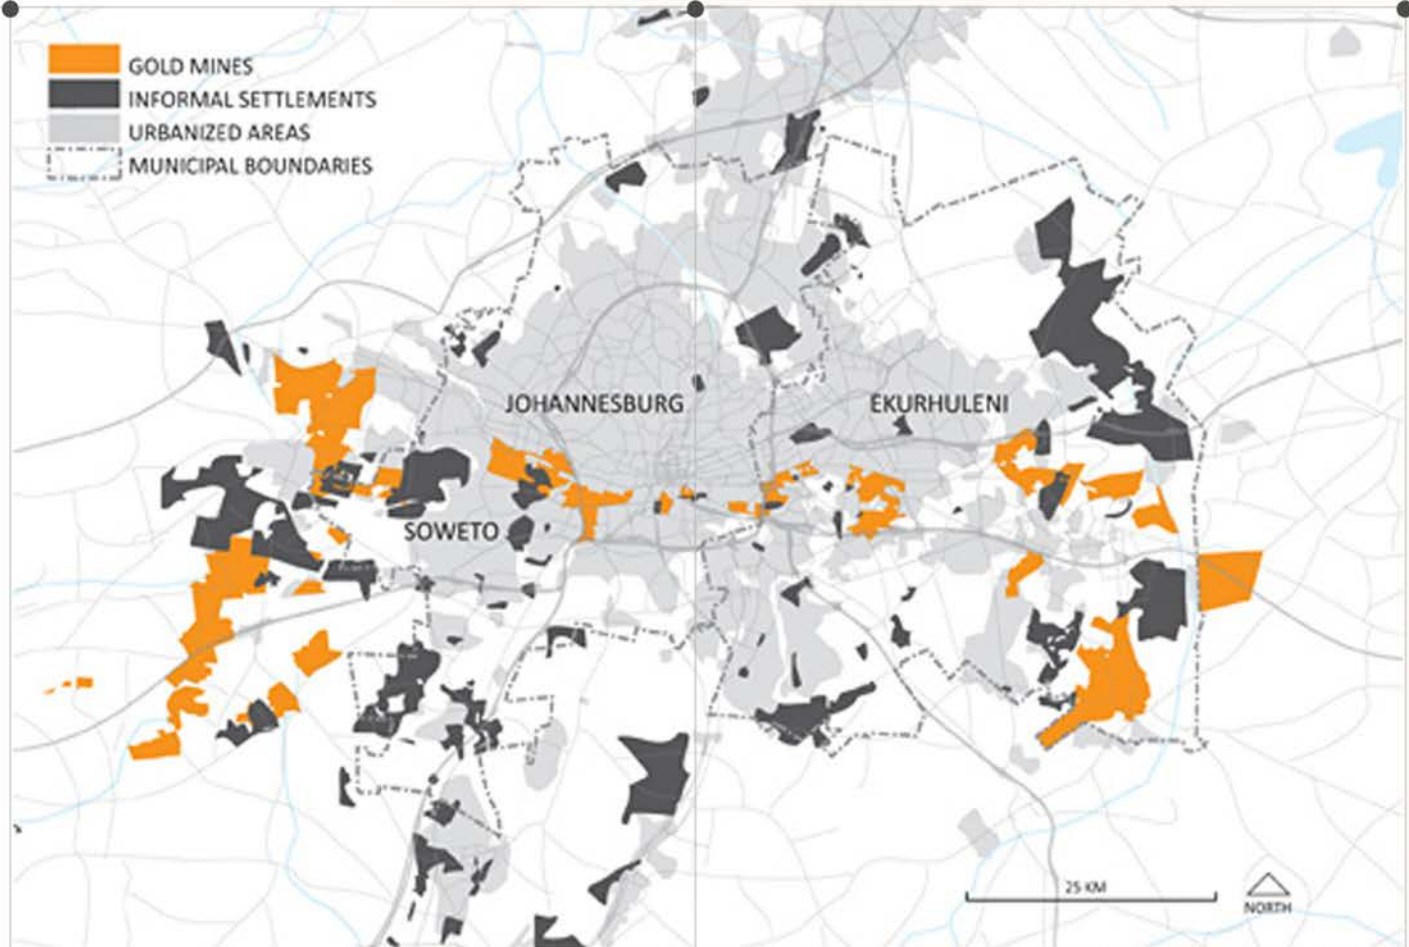 GOLD MINES
INFORMAL SETTLEMENTS
URBANIZED AREAS
MUNICIPAL BOUNDARIES
JOHANNESBURG
EKURHULENI
SOWETO
25 KM
NORTH